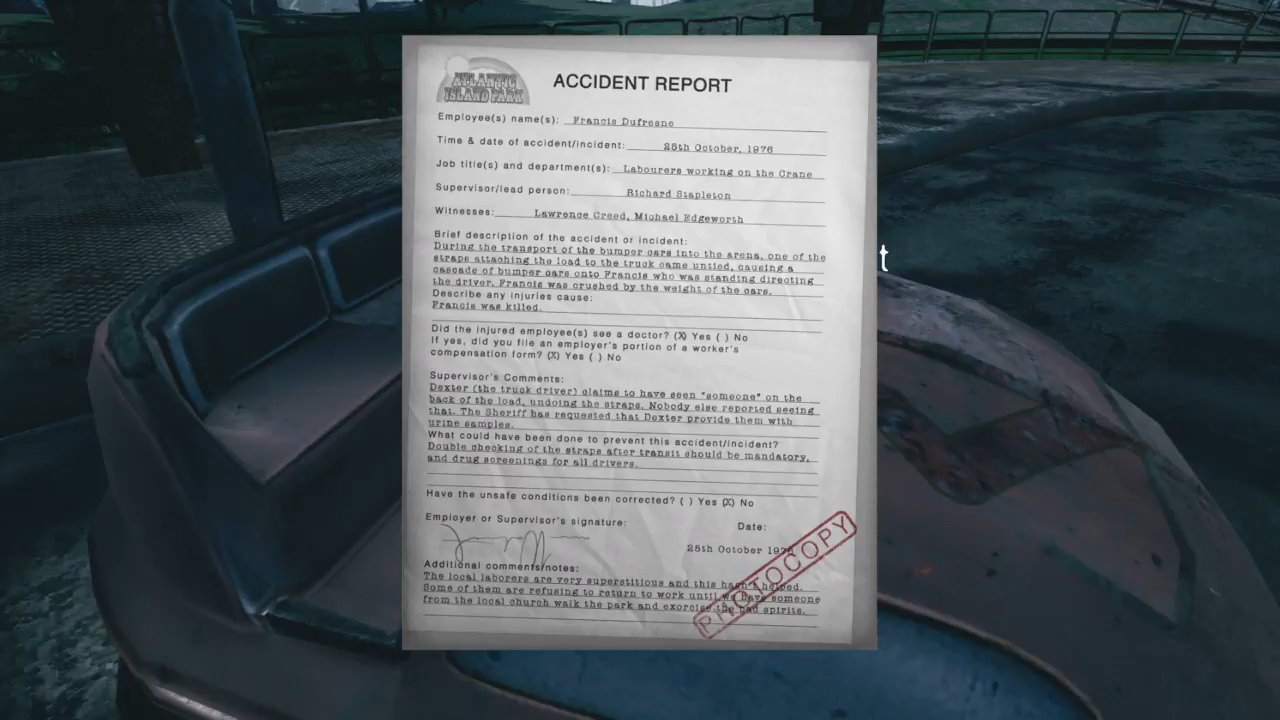 ATLANTIC
ISLAND PARK
ACCIDENT REPORT
Employee(s) name(s): Francis Dufresne
Time & date of accident/incident: 25th October, 1976
Job title(s) and department(s): Labourers working on the Crane
Supervisor/lead person: Richard Stapleton
Witnesses: Lawrence Creed, Michael Edgeworth
Brief description of the accident or incident:
During the transport of the bumper cars into the arena, one of the
straps attaching the load to the truck came untied, causing a
cascade of bumper cars onto Francis who was standing directing
the driver. Francis was crushed by the weight of the cars.
Describe any injuries cause:
Francis was killed.
Did the injured employee(s) see a doctor? (X) Yes ( ) No
If yes, did you file an employer's portion of a worker's
compensation form? (X) Yes ( ) No
Supervisor's Comments:
Dexter (the truck driver) claims to have seen "someone" on the
back of the load, undoing the straps. Nobody else reported seeing
that. The Sheriff has requested that Dexter provide them with
urine samples.
What could have been done to prevent this accident/incident?
Double checking of the straps after transit should be mandatory,
and drug screenings for all drivers.
Have the unsafe conditions been corrected? ( ) Yes (X) No
Employer or Supervisor's signature:
Date:
25th October 1976
Additional comments/notes:
The local laborers are very superstitious and this hasn't helped.
Some of them are refusing to return to work until we have someone
from the local church walk the park and exorcise the bad spirits.
PHOTOCOPY
t